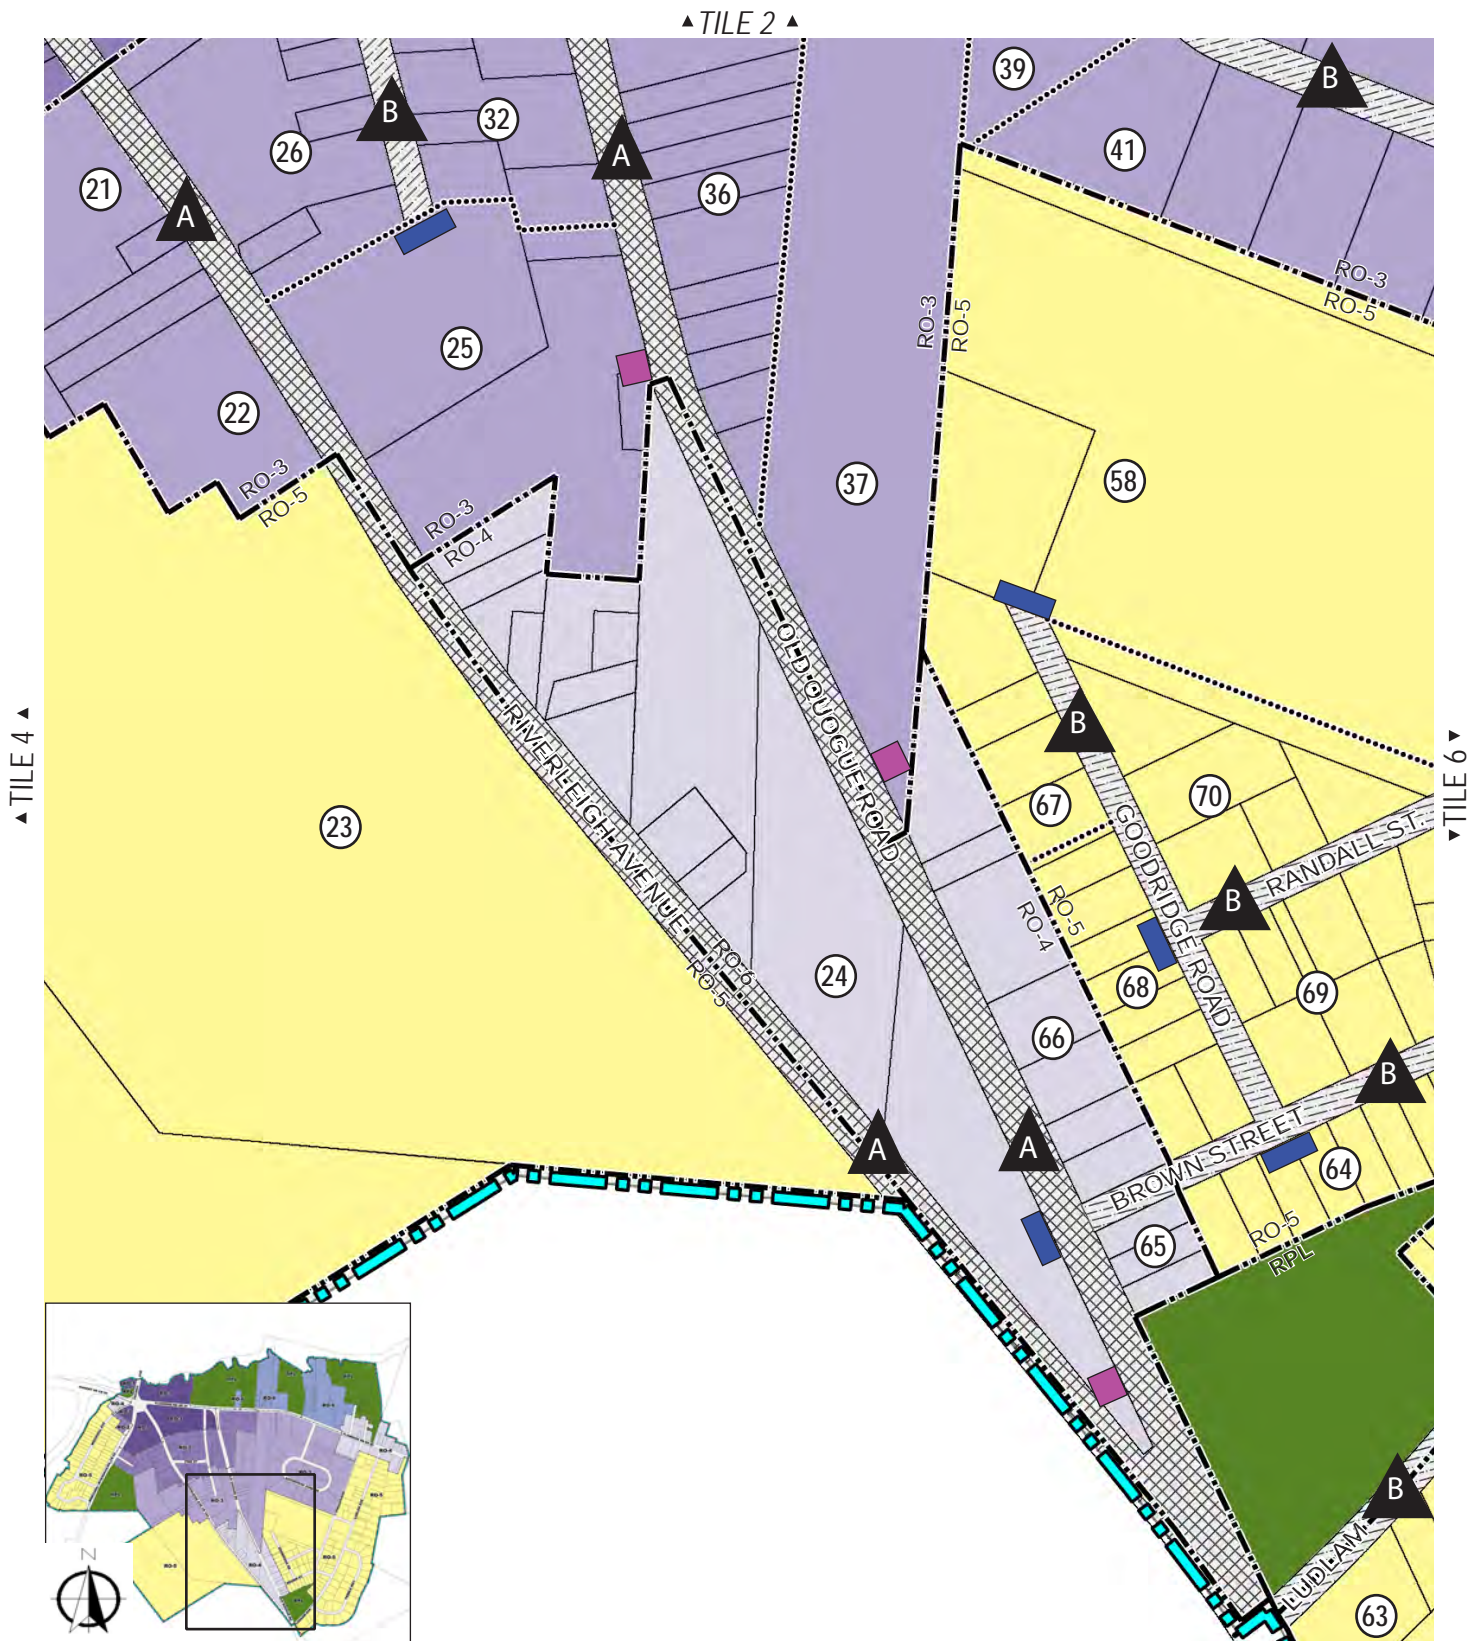 ▲ TILE 2 ▲
39
B
B
32
A
26
41
21
36
A
RO-3
RO-5
RO-3
RO-5
25
22
RO-3
RO-5
37
58
RO-3
RO-4
◄ TILE 4 ►
TILE 6 ►
OLD QUOGUE ROAD
B
RIVERLEIGH AVENUE
67
70
23
GOODRIDGE ROAD
RANDALL ST.
B
RO-5
RO-4
RO-6
RO-5
24
68
69
66
B
A
A
BROWN STREET
64
65
RO-5
RPL
B
LUDLAM
63
N